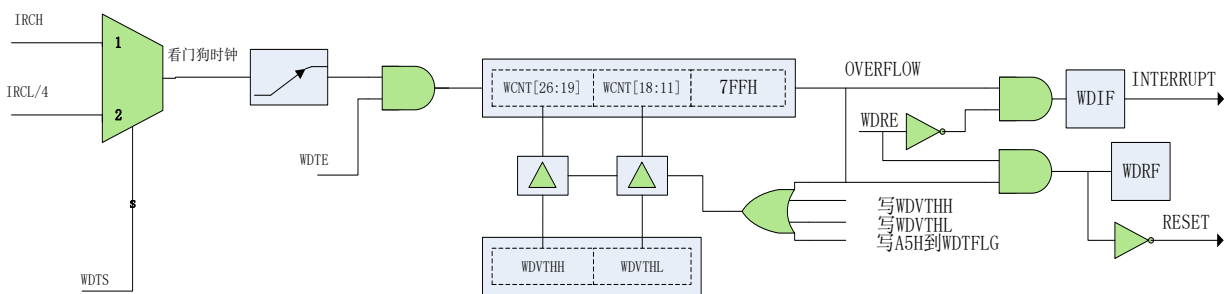 IRCH
1
看门狗时钟
IRCL/4
2
WDTE
S
WDTS
WCNT[26:19]
WCNT[18:11]
7FFH
OVERFLOW
WDRE
WDIF
INTERRUPT
WDRF
RESET
写WDVTHH
写WDVTHL
写A5H到WDTFLG
WDVTHH
WDVTHL